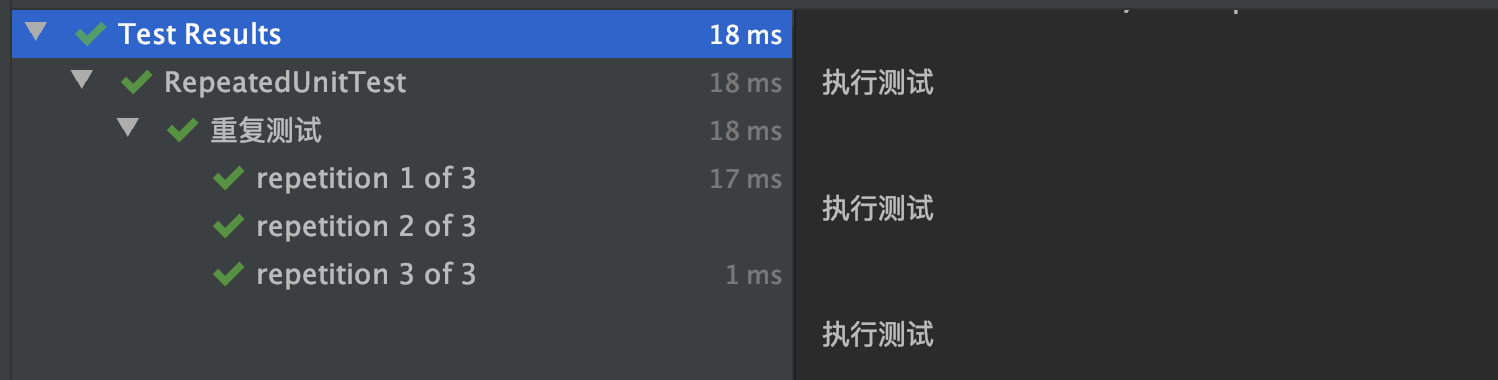 Test Results 18 ms
RepeatedUnitTest 18 ms
重复测试 18 ms
repetition 1 of 3 17 ms
repetition 2 of 3
repetition 3 of 3 1 ms
执行测试
执行测试
执行测试